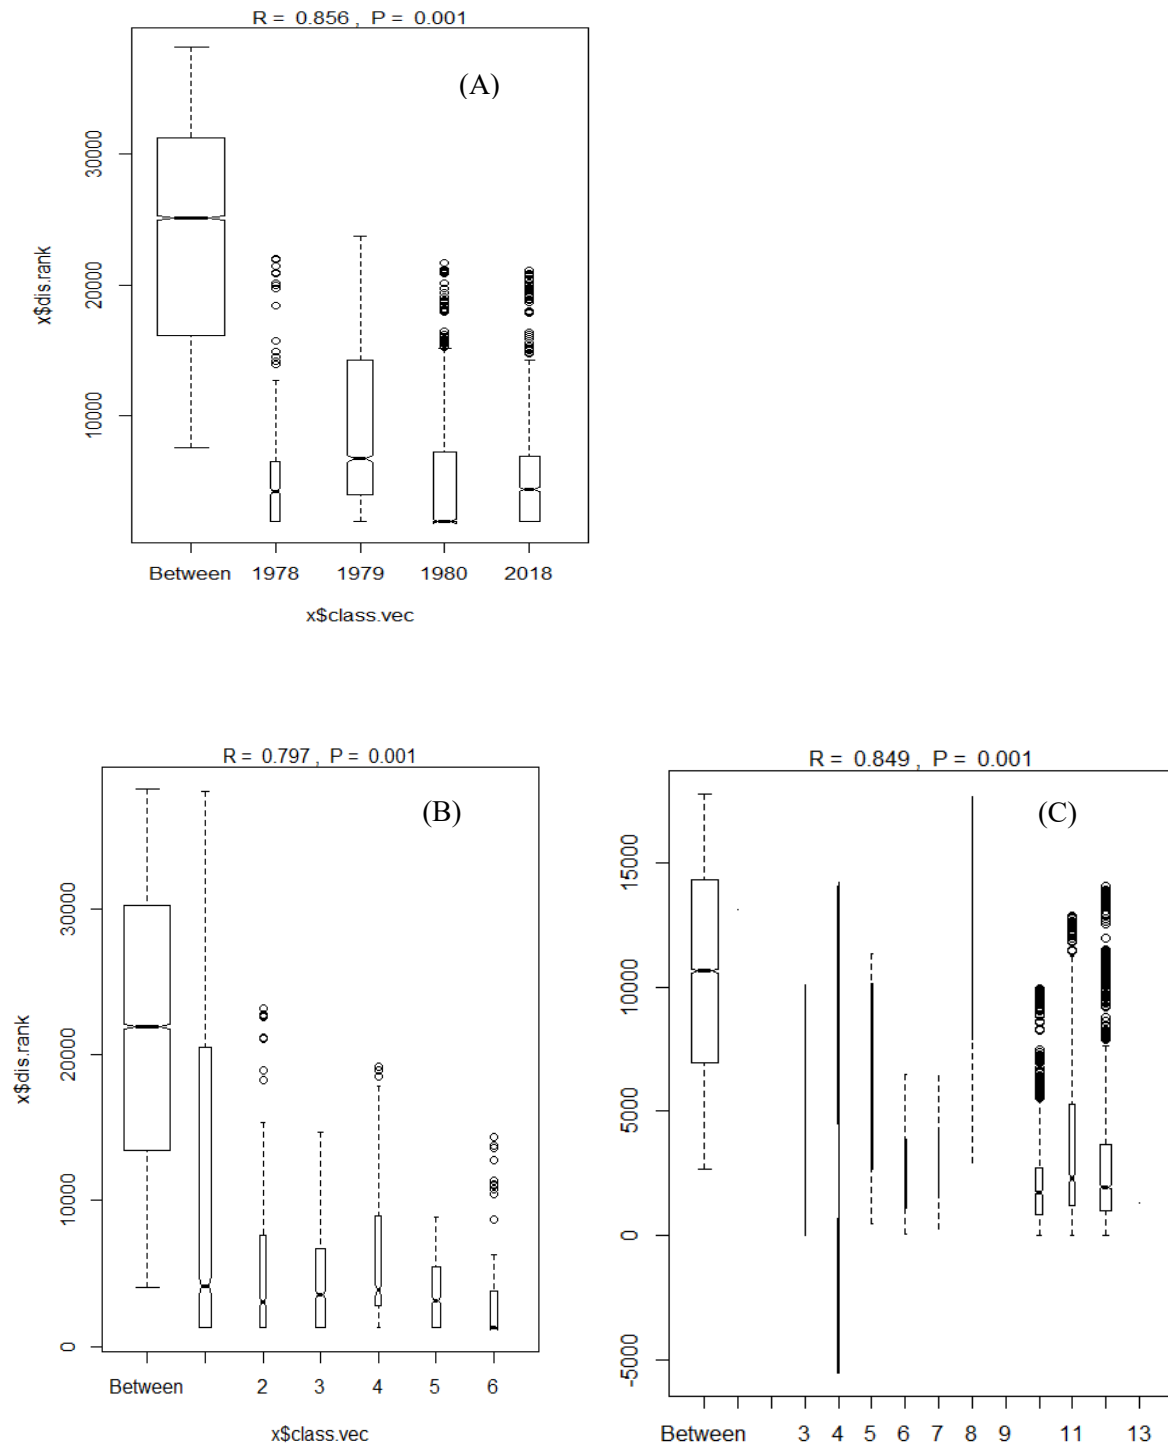 R = 0.856 , P = 0.001
(A)
30000
20000
10000
x$dis.rank
Between 1978 1979 1980 2018
x$class.vec
R = 0.797 , P = 0.001
(B)
30000
20000
10000
0
x$dis.rank
Between 2 3 4 5 6
x$class.vec
R = 0.849 , P = 0.001
(C)
15000
10000
5000
0
-5000
Between 3 4 5 6 7 8 9 11 13